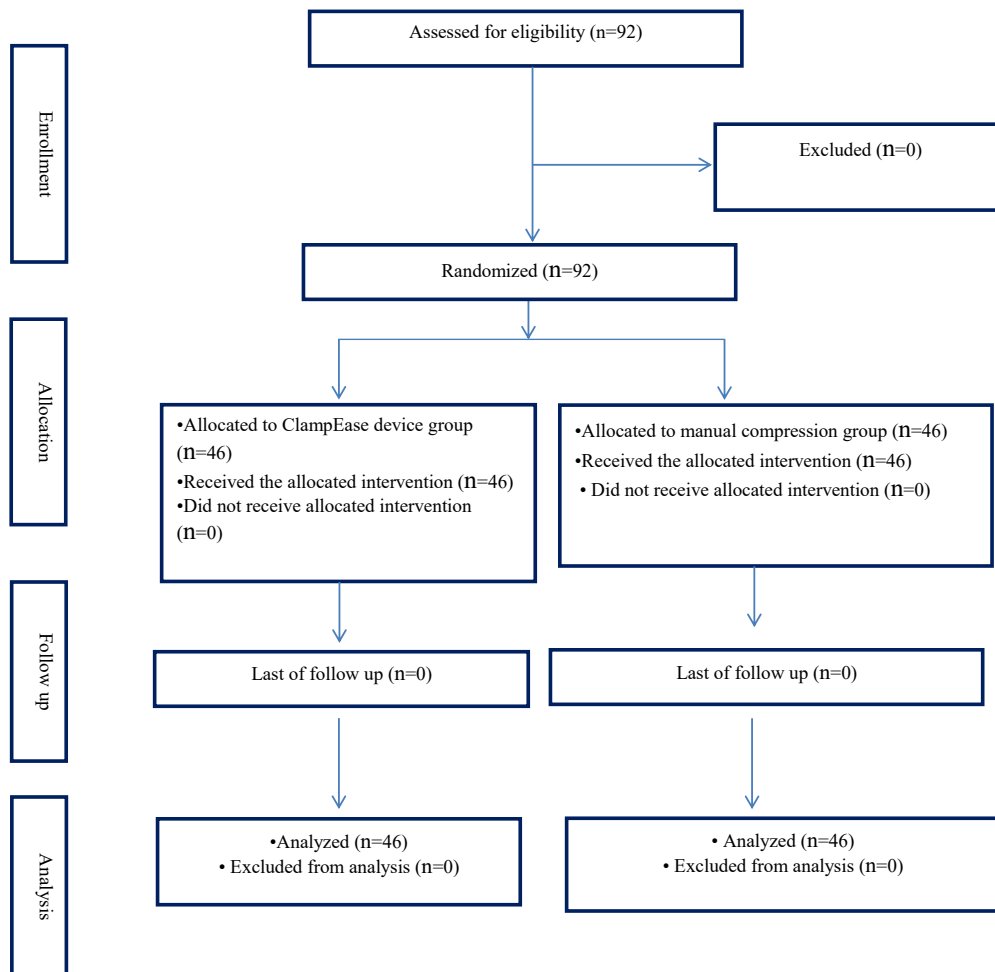 Enrollment
Assessed for eligibility (n=92)
Excluded (n=0)
Randomized (n=92)
Allocation
•Allocated to ClampEase device group
(n=46)
•Received the allocated intervention (n=46)
•Did not receive allocated intervention
(n=0)
•Allocated to manual compression group (n=46)
•Received the allocated intervention (n=46)
• Did not receive allocated intervention (n=0)
Follow up
Last of follow up (n=0)
Last of follow up (n=0)
Analysis
•Analyzed (n=46)
• Excluded from analysis (n=0)
• Analyzed (n=46)
• Excluded from analysis (n=0)